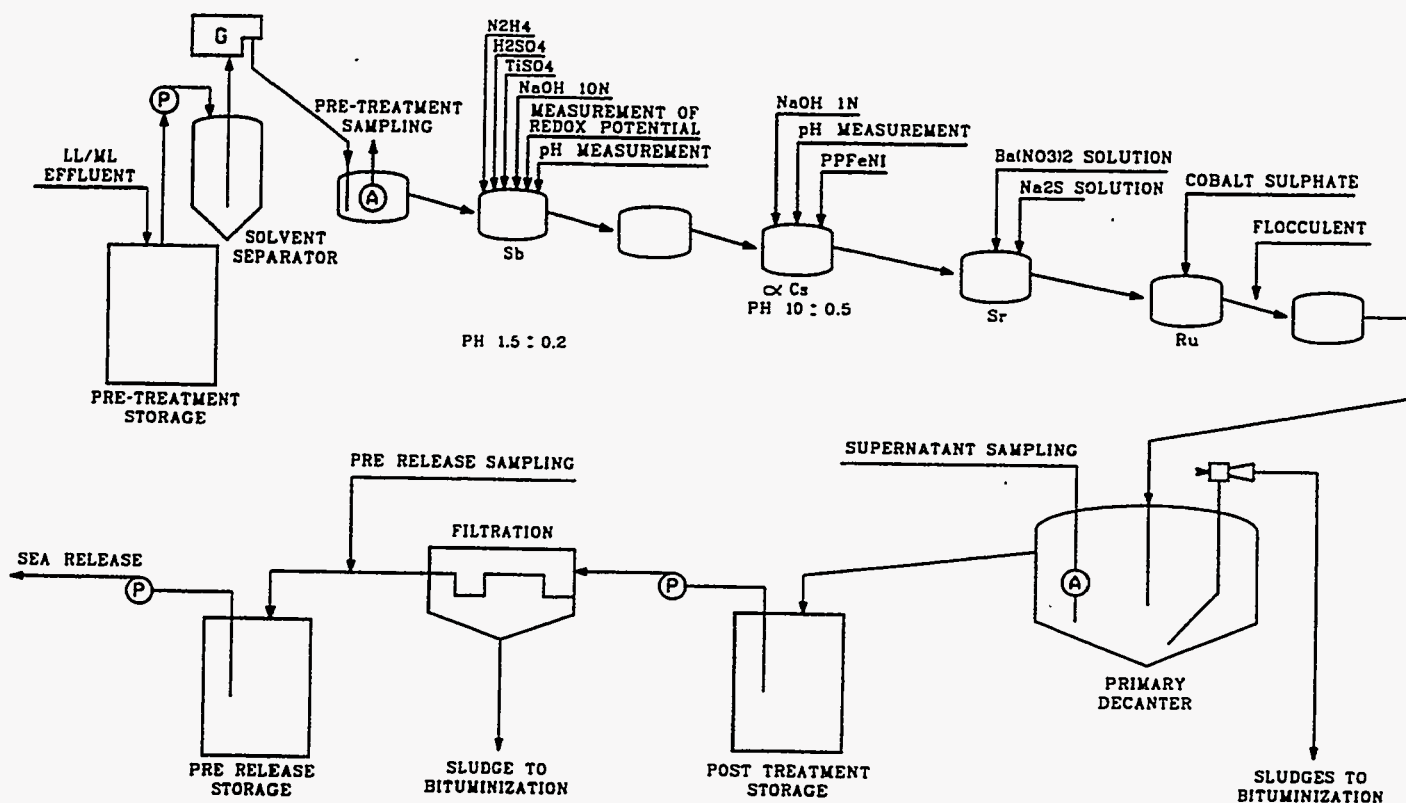 G
N2H4
H2SO4
TiSO4
NaOH 10N
MEASUREMENT OF
REDOX POTENTIAL
pH MEASUREMENT
P
PRE-TREATMENT
SAMPLING
A
LL/ML
EFFLUENT
SOLVENT
SEPARATOR
PRE-TREATMENT
STORAGE
Sb
PH 1.5 ± 0.2
NaOH 1N
pH MEASUREMENT
PPFeNI
∝ Cs
PH 10 ± 0.5
Ba(NO3)2 SOLUTION
Na2S SOLUTION
Sr
COBALT SULPHATE
Ru
FLOCCULENT
SUPERNATANT SAMPLING
A
PRIMARY
DECANTER
SLUDGES TO
BITUMINIZATION
POST TREATMENT
STORAGE
P
FILTRATION
SLUDGE TO
BITUMINIZATION
PRE RELEASE SAMPLING
PRE RELEASE
STORAGE
P
SEA RELEASE